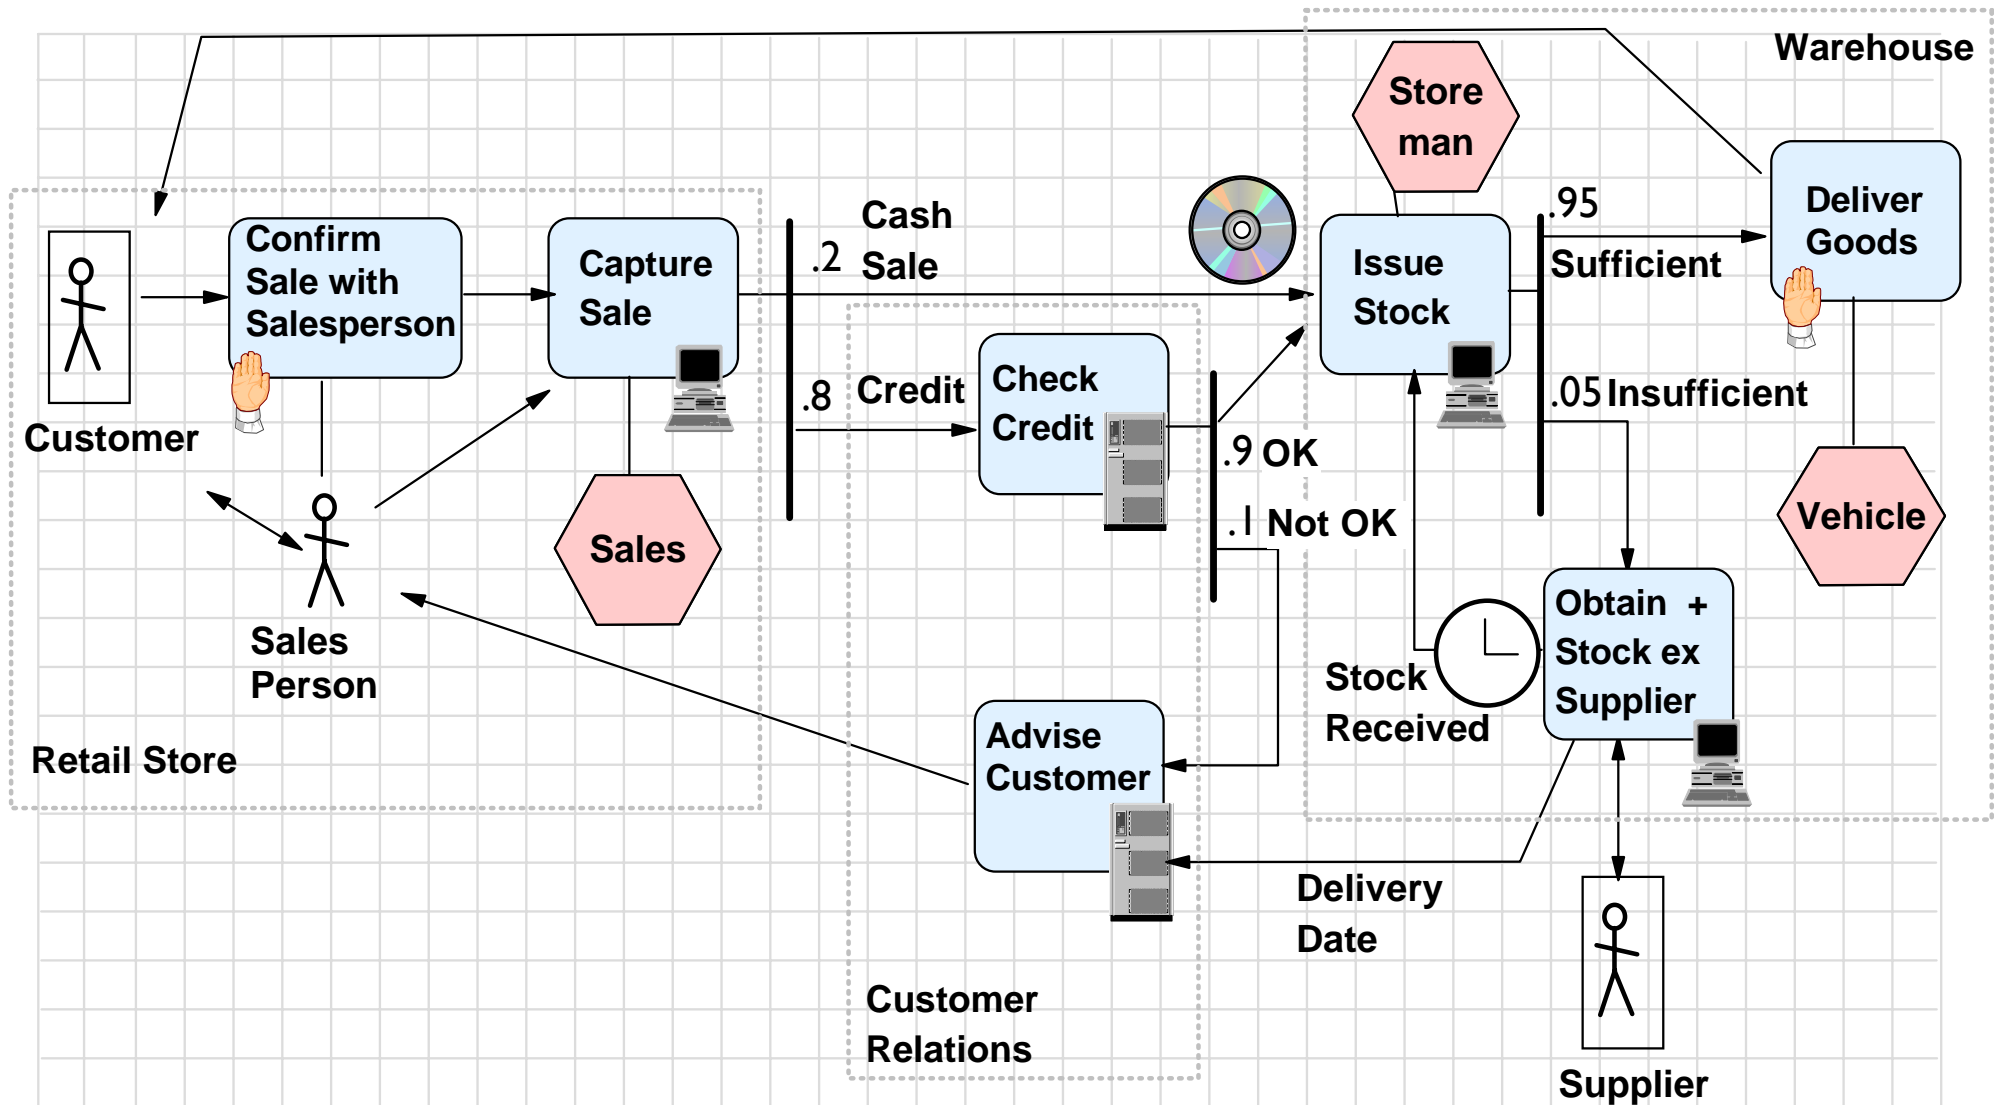 Warehouse
Store
man
Deliver
Goods
.95
Sufficient
Cash
Sale
.2
Confirm
Sale with
Salesperson
Capture
Sale
Issue
Stock
Customer
.8
Credit
Check
Credit
.05 Insufficient
.9 OK
.1 Not OK
Vehicle
Sales
Sales
Person
Obtain +
Stock ex
Supplier
Stock
Received
Retail Store
Advise
Customer
Delivery
Date
Customer
Relations
Supplier